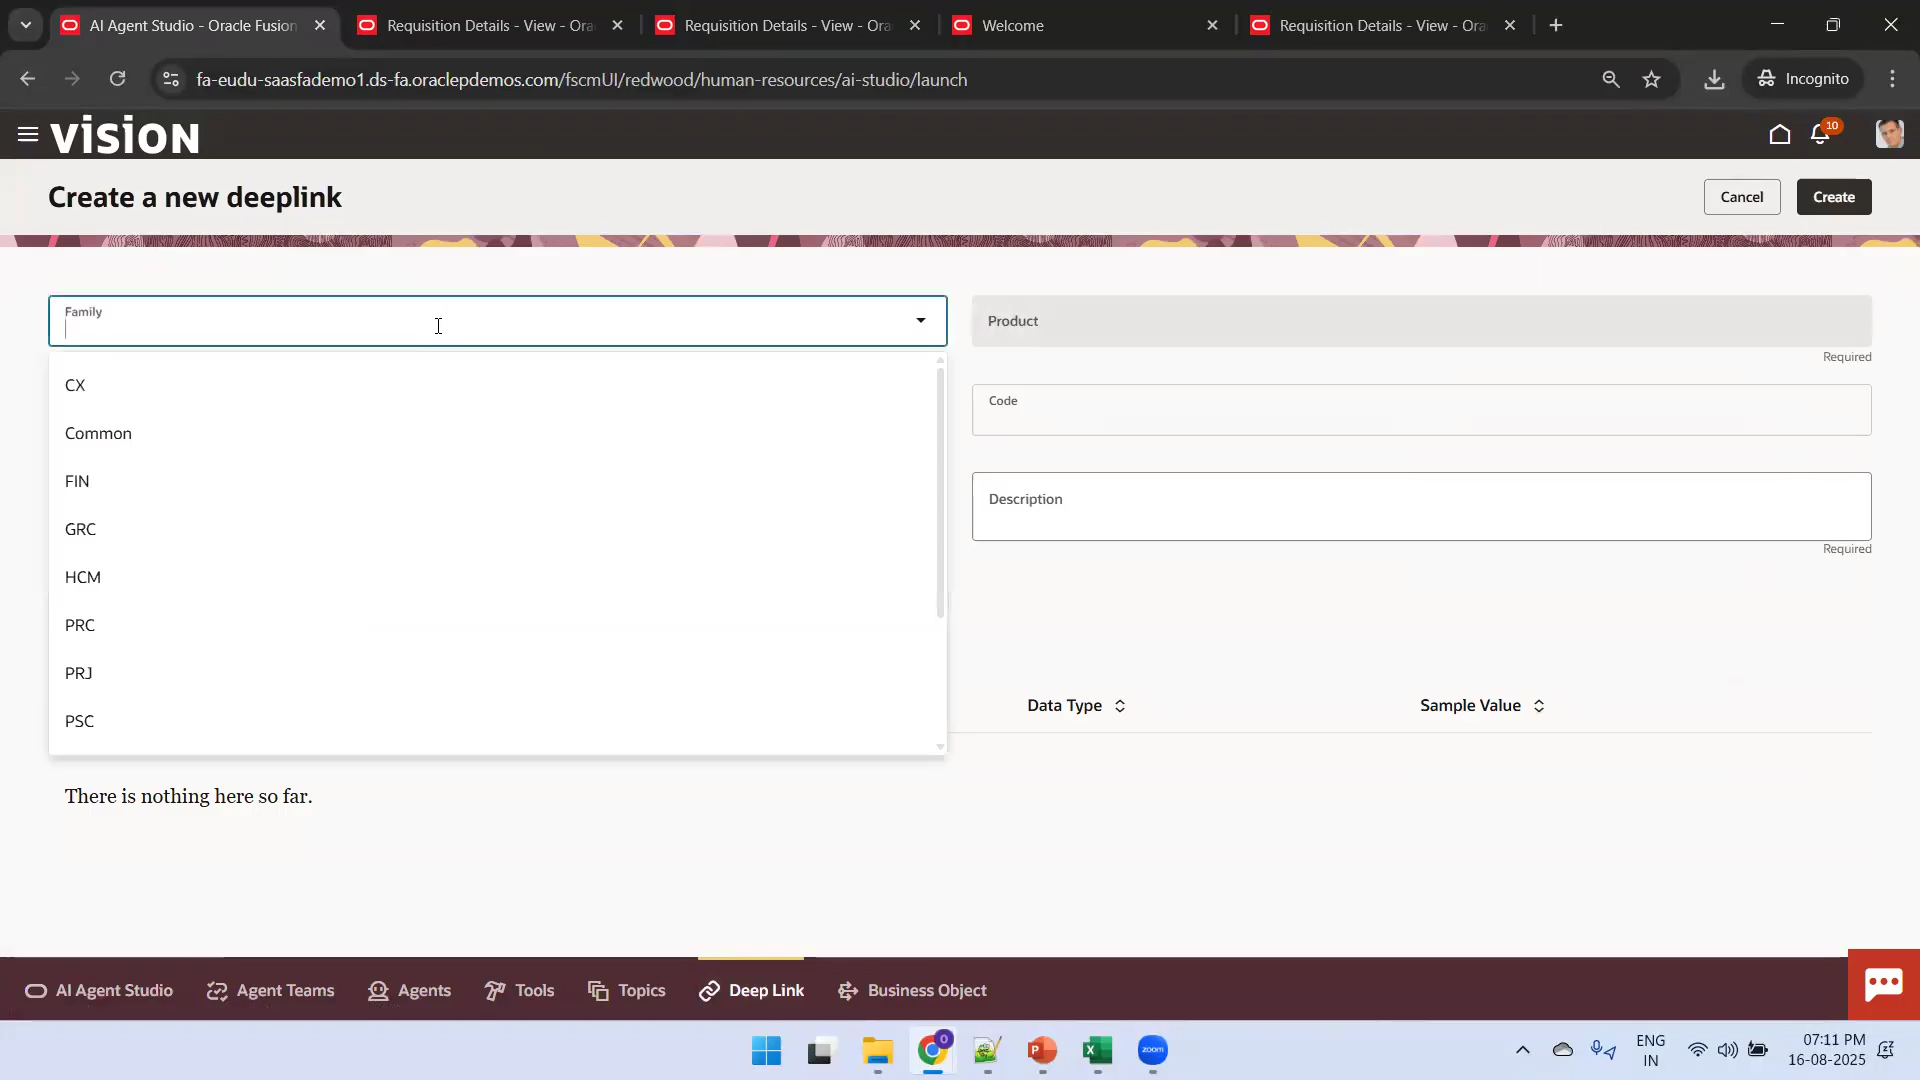 AI Agent Studio - Oracle Fusion
Requisition Details - View - Ora
Requisition Details - View - Ora
Welcome
Requisition Details - View - Ora
fa-eudu-saasfademo1.ds-fa.oraclepdemos.com/fscmUI/redwood/human-resources/ai-studio/launch
Incognito
vision
10
Create a new deeplink
Cancel
Create
Family
Product
Required
CX
Code
Common
FIN
Description
GRC
Required
HCM
PRC
PRJ
Data Type
Sample Value
PSC
There is nothing here so far.
AI Agent Studio
Agent Teams
Agents
Tools
Topics
Deep Link
Business Object
0
zoom
ENG
IN
07:11 PM
16-08-2025